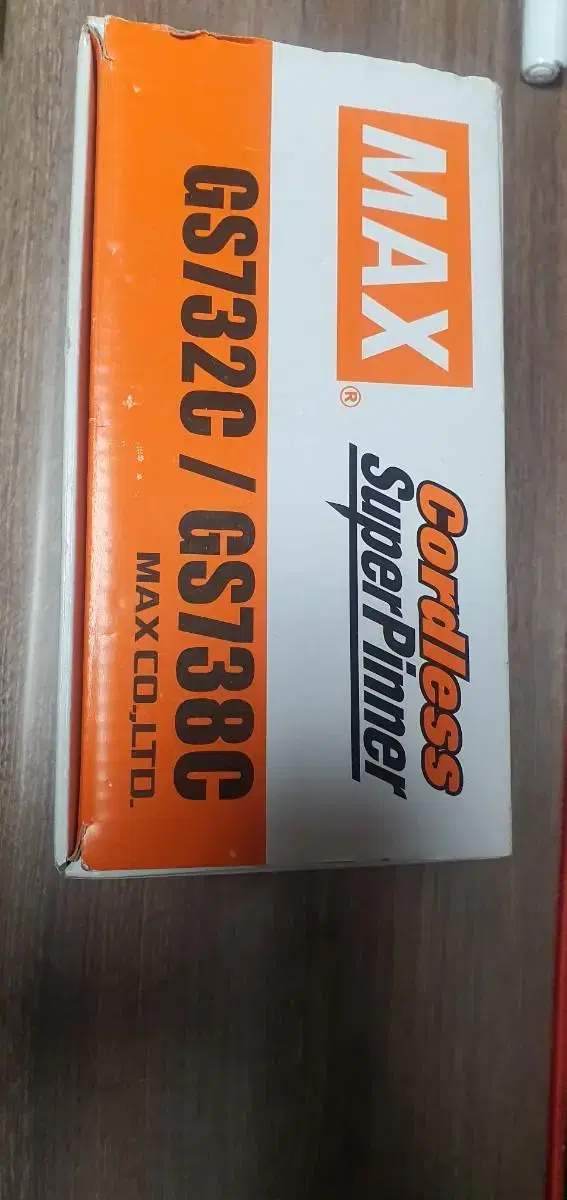 MAX®
Cordless
SuperPinner
GS732C / GS738C
MAX CO.,LTD.